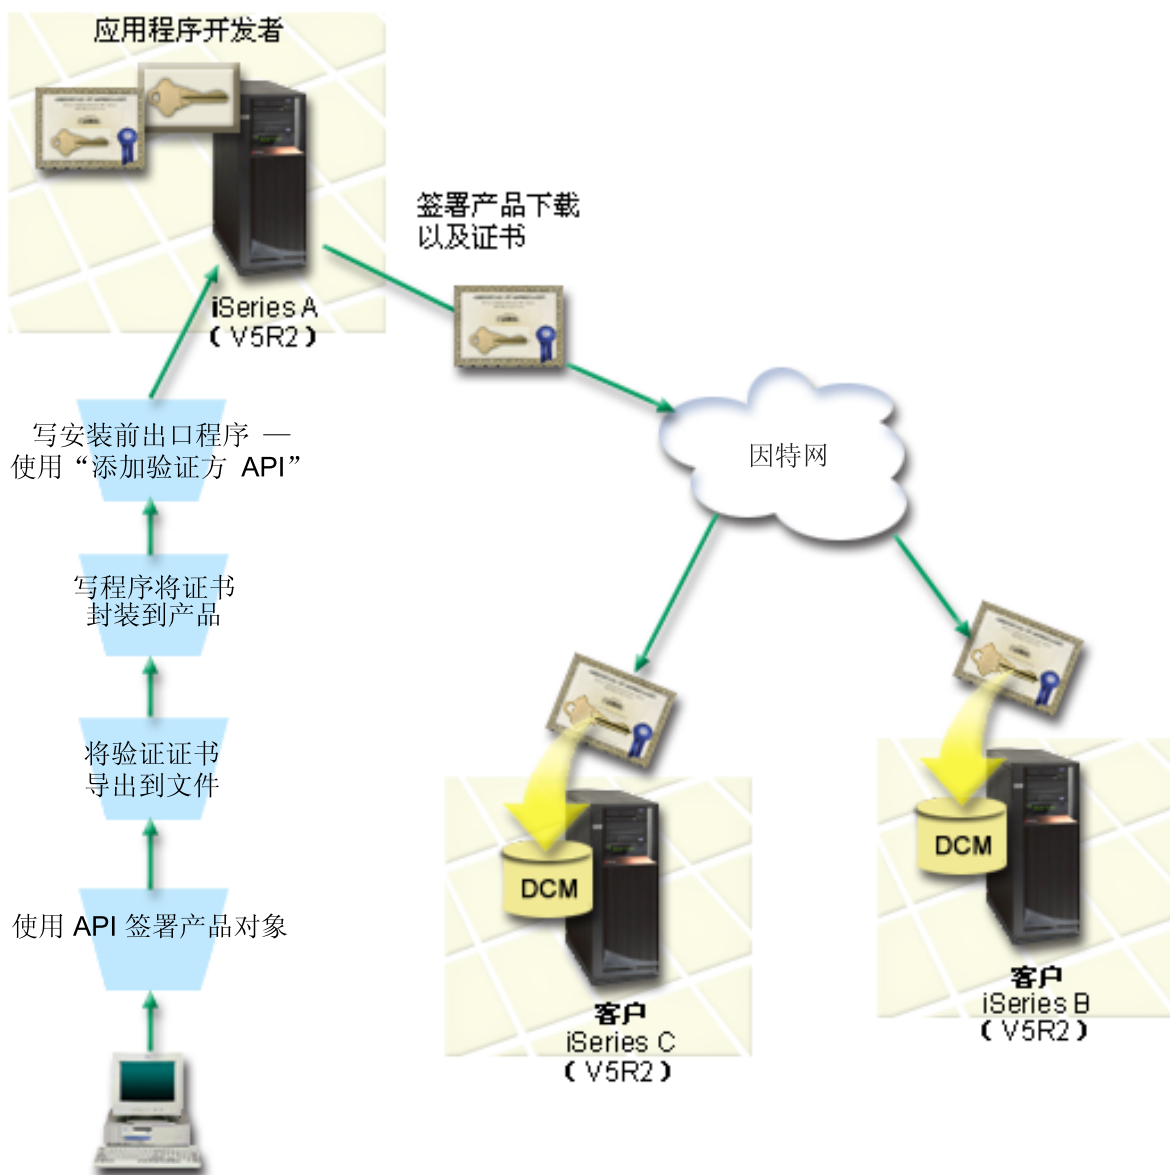 应用程序开发者
iSeries A
(V5R2)
签署产品下载
以及证书
因特网
写安装前出口程序 —
使用“添加验证方 API”
写程序将证书
封装到产品
将验证证书
导出到文件
使用 API 签署产品对象
DCM
客户
iSeries C
(V5R2)
DCM
客户
iSeries B
(V5R2)